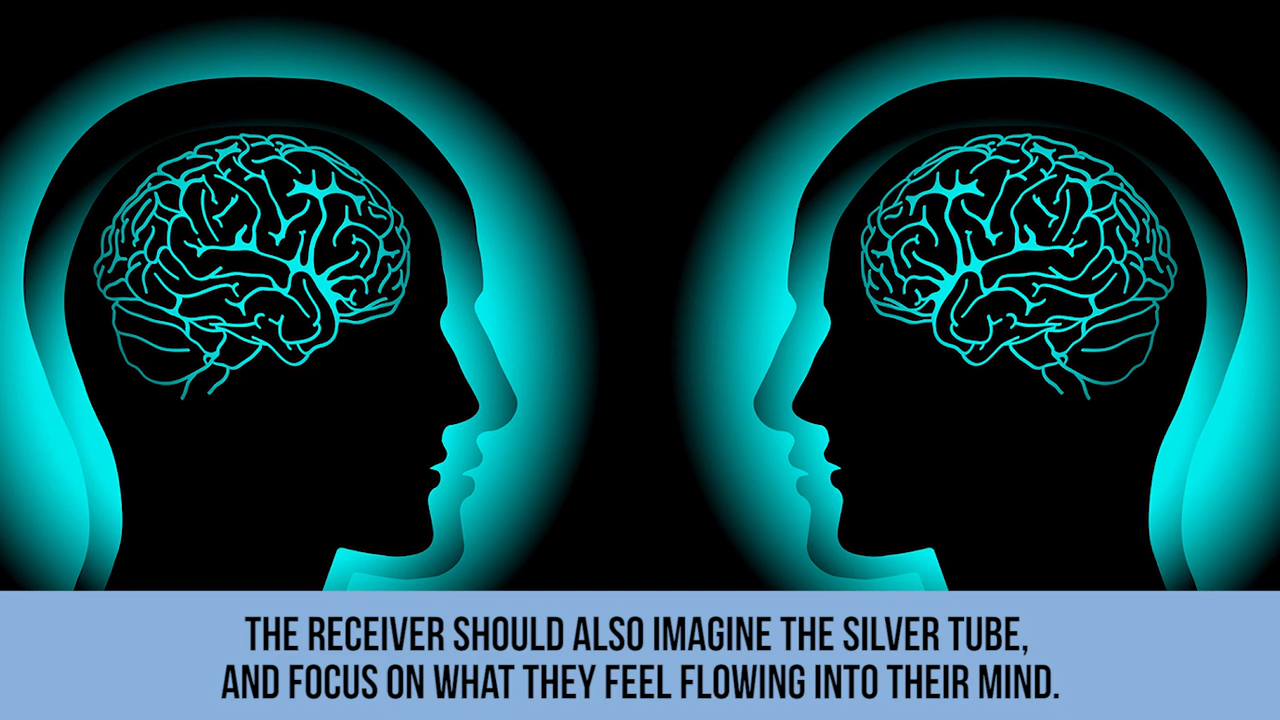 THE RECEIVER SHOULD ALSO IMAGINE THE SILVER TUBE,
AND FOCUS ON WHAT THEY FEEL FLOWING INTO THEIR MIND.